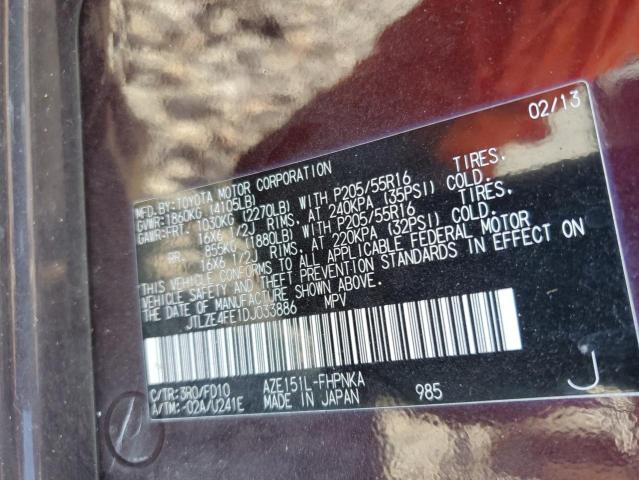 02/13
MFD.BY:TOYOTA MOTOR CORPORATION
GVWR:1860KG (4105LB)
GAWR:FRT. 1030KG (2270LB) WITH P205/55R16 TIRES.
16X6 1/2J RIMS. AT 240KPA (35PSI) COLD.
RR. 855KG (1880LB) WITH P205/55R16 TIRES.
16X6 1/2J RIMS. AT 220KPA (32PSI) COLD.
THIS VEHICLE CONFORMS TO ALL APPLICABLE FEDERAL MOTOR
VEHICLE SAFETY AND THEFT PREVENTION STANDARDS IN EFFECT ON
THE DATE OF MANUFACTURE SHOWN ABOVE.
JTLZE4FE1DJ033886 MPV
C/TR:3R0/FD10 AZE151L-FHPNKA
A/TM:-02A/U241E MADE IN JAPAN 985
J
P